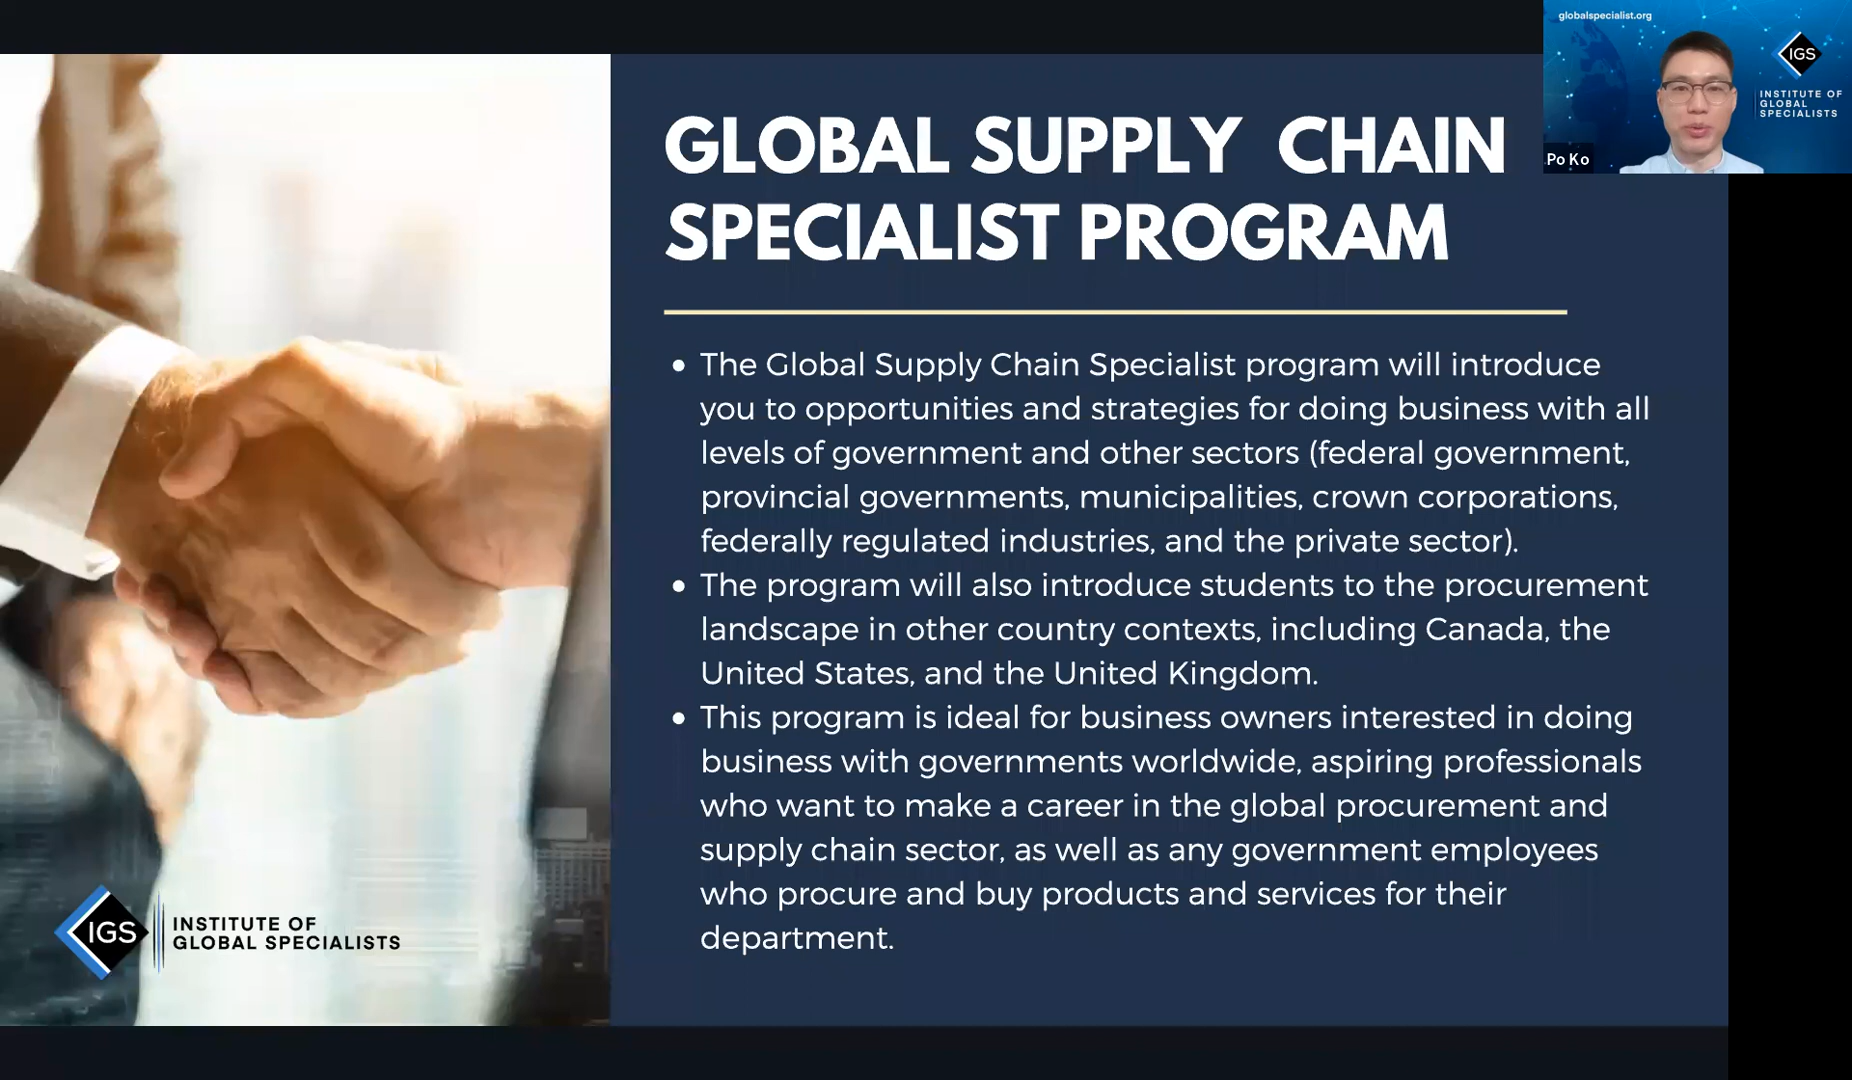 globalspecialist.org
IGS
INSTITUTE OF
GLOBAL
SPECIALISTS
Po Ko
GLOBAL SUPPLY CHAIN
SPECIALIST PROGRAM
• The Global Supply Chain Specialist program will introduce
you to opportunities and strategies for doing business with all
levels of government and other sectors (federal government,
provincial governments, municipalities, crown corporations,
federally regulated industries, and the private sector).
• The program will also introduce students to the procurement
landscape in other country contexts, including Canada, the
United States, and the United Kingdom.
• This program is ideal for business owners interested in doing
business with governments worldwide, aspiring professionals
who want to make a career in the global procurement and
supply chain sector, as well as any government employees
who procure and buy products and services for their
department.
IGS
INSTITUTE OF
GLOBAL SPECIALISTS